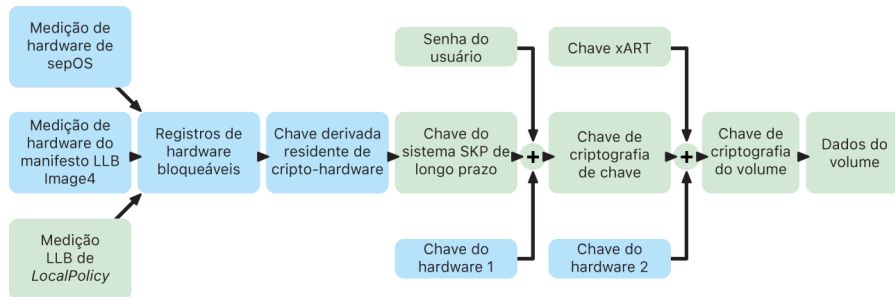 Medição de
hardware de
sepOS
Senha do
usuário
Chave xART
Medição de
hardware do
manifesto LLB
Image4
Registros de
hardware
bloqueáveis
Chave derivada
residente de
cripto-hardware
Chave do
sistema SKP de
longo prazo
+
Chave de
criptografia
de chave
+
Chave de
criptografia
do volume
Dados do
volume
Medição
LLB de
LocalPolicy
Chave do
hardware 1
Chave do
hardware 2